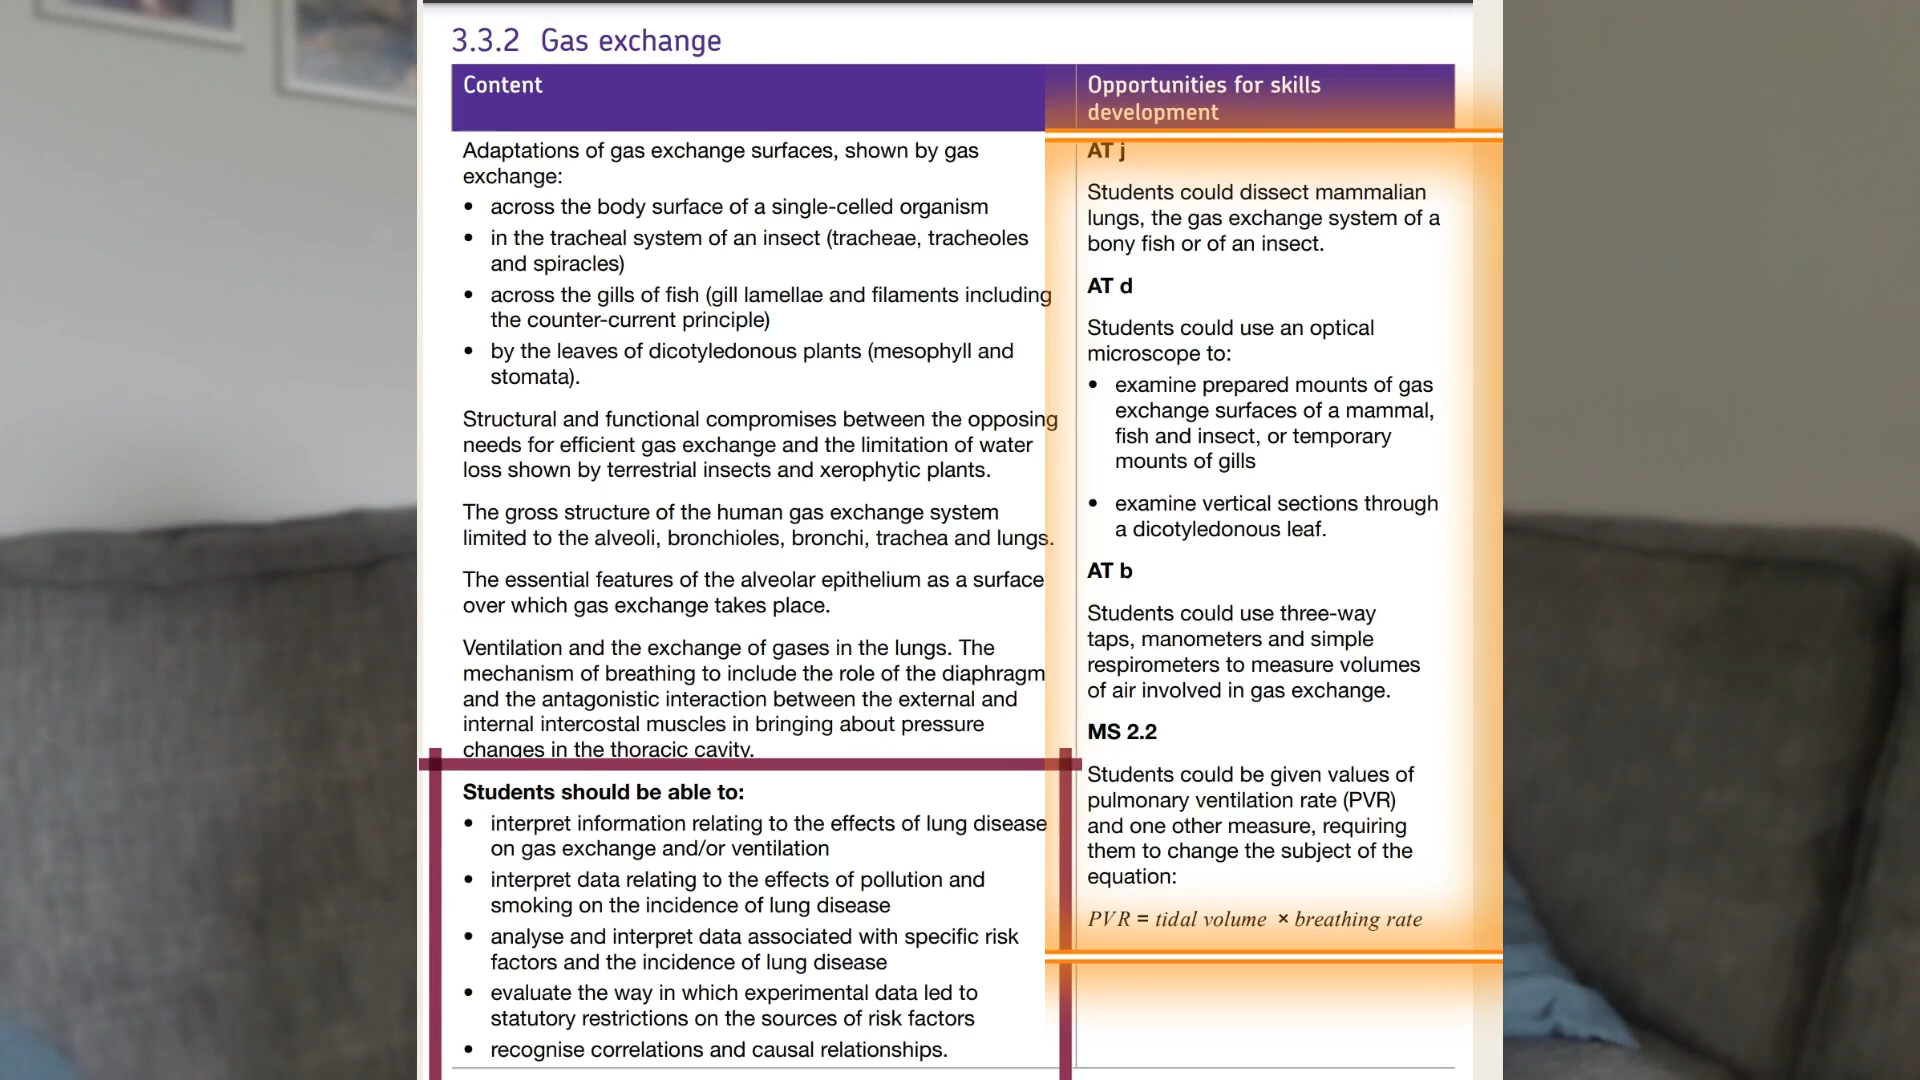 3.3.2 Gas exchange
Content
Adaptations of gas exchange surfaces, shown by gas
exchange:
• across the body surface of a single-celled organism
• in the tracheal system of an insect (tracheae, tracheoles
and spiracles)
• across the gills of fish (gill lamellae and filaments including
the counter-current principle)
• by the leaves of dicotyledonous plants (mesophyll and
stomata).
Structural and functional compromises between the opposing
needs for efficient gas exchange and the limitation of water
loss shown by terrestrial insects and xerophytic plants.
The gross structure of the human gas exchange system
limited to the alveoli, bronchioles, bronchi, trachea and lungs.
The essential features of the alveolar epithelium as a surface
over which gas exchange takes place.
Ventilation and the exchange of gases in the lungs. The
mechanism of breathing to include the role of the diaphragm
and the antagonistic interaction between the external and
internal intercostal muscles in bringing about pressure
changes in the thoracic cavity.
Students should be able to:
• interpret information relating to the effects of lung disease
on gas exchange and/or ventilation
• interpret data relating to the effects of pollution and
smoking on the incidence of lung disease
• analyse and interpret data associated with specific risk
factors and the incidence of lung disease
• evaluate the way in which experimental data led to
statutory restrictions on the sources of risk factors
• recognise correlations and causal relationships.
Opportunities for skills
development
AT j
Students could dissect mammalian
lungs, the gas exchange system of a
bony fish or of an insect.
AT d
Students could use an optical
microscope to:
• examine prepared mounts of gas
exchange surfaces of a mammal,
fish and insect, or temporary
mounts of gills
• examine vertical sections through
a dicotyledonous leaf.
AT b
Students could use three-way
taps, manometers and simple
respirometers to measure volumes
of air involved in gas exchange.
MS 2.2
Students could be given values of
pulmonary ventilation rate (PVR)
and one other measure, requiring
them to change the subject of the
equation:
PVR = tidal volume × breathing rate